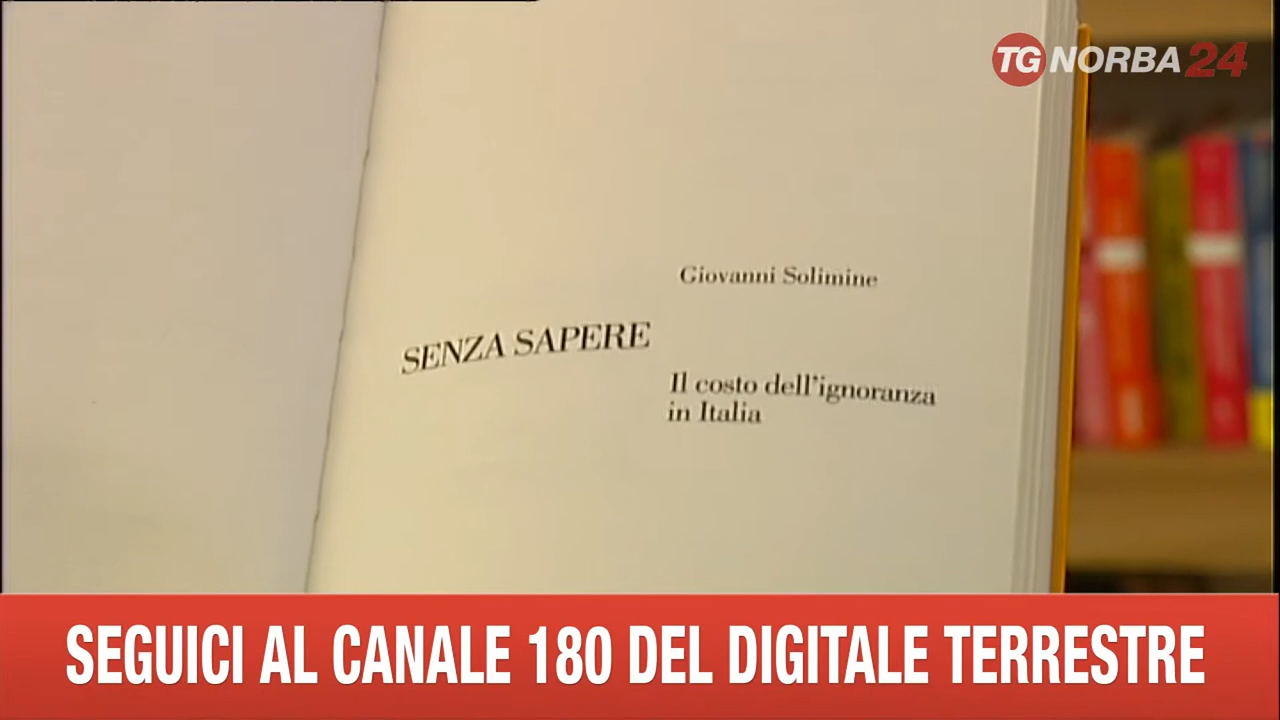 TG NORBA 24
Giovanni Solimine
SENZA SAPERE
Il costo dell'ignoranza
in Italia
SEGUICI AL CANALE 180 DEL DIGITALE TERRESTRE